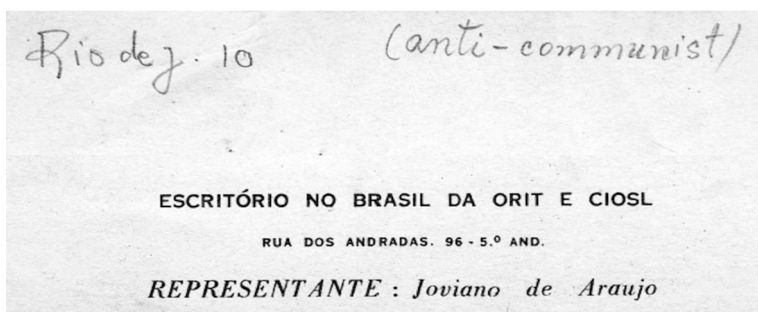 Rio de J. 10 (anti-communist)
ESCRITÓRIO NO BRASIL DA ORIT E CIOSL
RUA DOS ANDRADAS. 96 - 5.º AND.
REPRESENTANTE : Joviano de Araujo